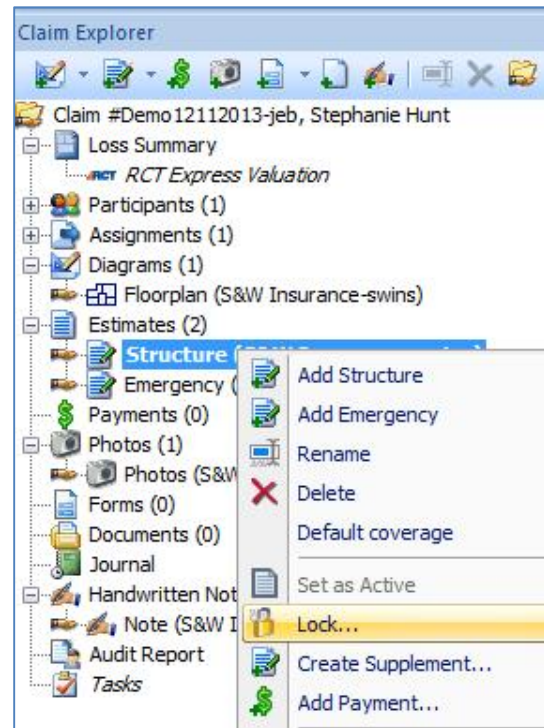 Claim Explorer
Claim #Demo12112013-jeb, Stephanie Hunt
Loss Summary
RCT RCT Express Valuation
Participants (1)
Assignments (1)
Diagrams (1)
Floorplan (S&W Insurance-swins)
Estimates (2)
Structure (
Emergency (
Payments (0)
Photos (1)
Photos (S&W
Forms (0)
Documents (0)
Journal
Handwritten Not
Note (S&W I
Audit Report
Tasks
Add Structure
Add Emergency
Rename
Delete
Default coverage
Set as Active
Lock...
Create Supplement...
Add Payment...